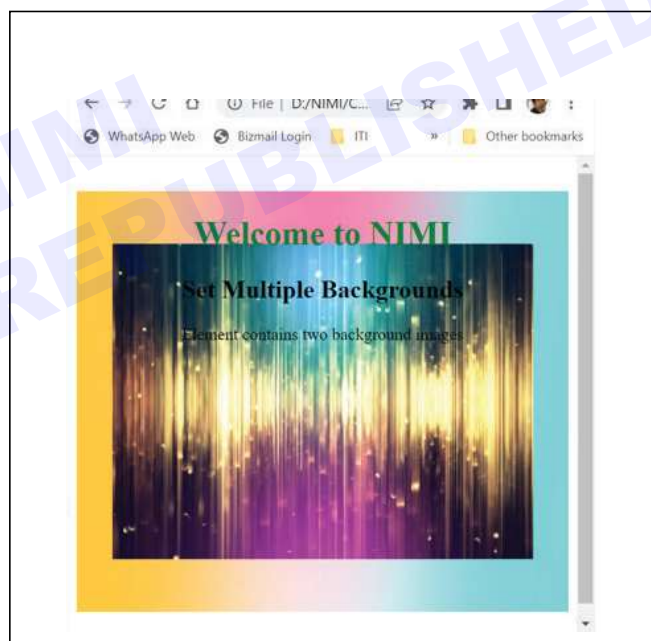 File | D:/NIMI/C...
WhatsApp Web Bizmail Login ITI » Other bookmarks
Welcome to NIMI
Set Multiple Backgrounds
Element contains two background images
NIMI
REPUBLISHED